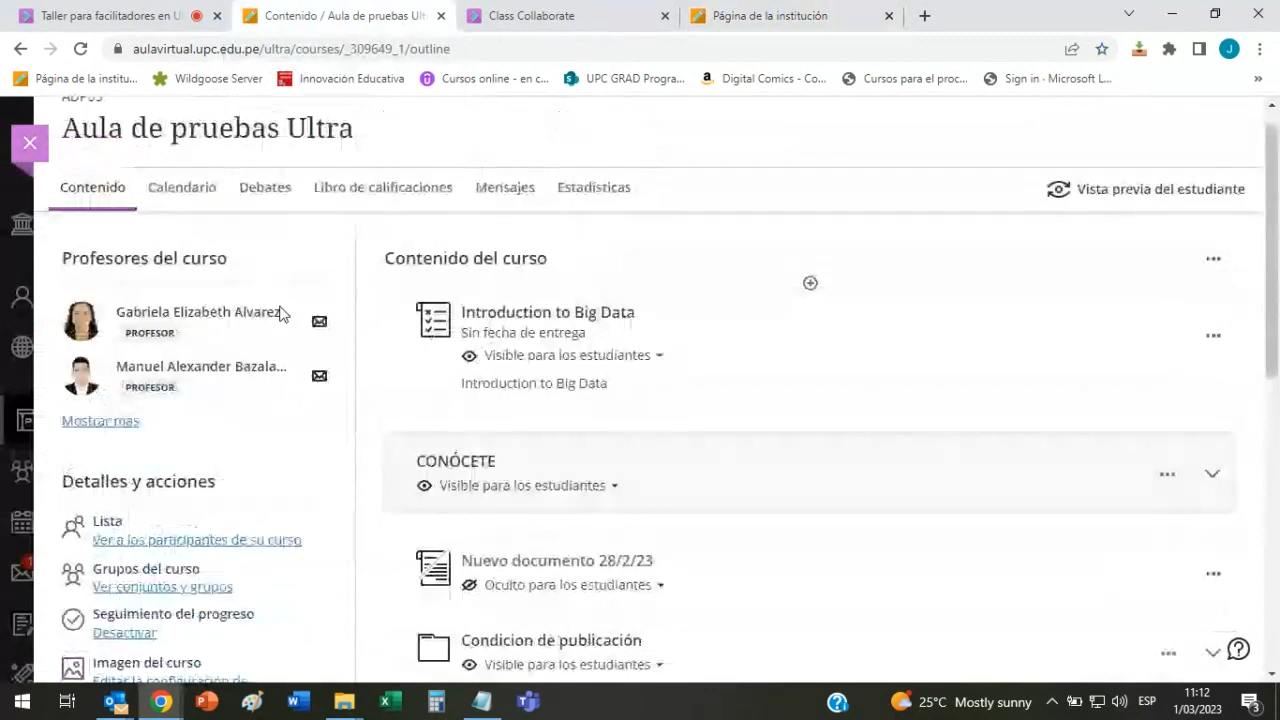 Taller para facilitadores en Ul
Contenido / Aula de pruebas Ult
Class Collaborate
Página de la institución
aulavirtual.upc.edu.pe/ultra/courses/_309649_1/outline
J
Página de la institu...
Wildgoose Server
Innovación Educativa
Cursos online - en c...
UPC GRAD Progra...
Digital Comics - Co...
Cursos para el proc...
Sign in - Microsoft L...
»
Aula de pruebas Ultra
Contenido
Calendario
Debates
Libro de calificaciones
Mensajes
Estadísticas
Vista previa del estudiante
Profesores del curso
Gabriela Elizabeth Alvarez
PROFESOR
Manuel Alexander Bazala...
PROFESOR
Mostrar más
Detalles y acciones
Lista
Ver a los participantes de su curso
Grupos del curso
Ver conjuntos y grupos
Seguimiento del progreso
Desactivar
Imagen del curso
Editar la configuración de
Contenido del curso
Introduction to Big Data
Sin fecha de entrega
Visible para los estudiantes
Introduction to Big Data
CONÓCETE
Visible para los estudiantes
Nuevo documento 28/2/23
Oculto para los estudiantes
Condicion de publicación
Visible para los estudiantes
25°C Mostly sunny
ESP
11:12
1/03/2023
3